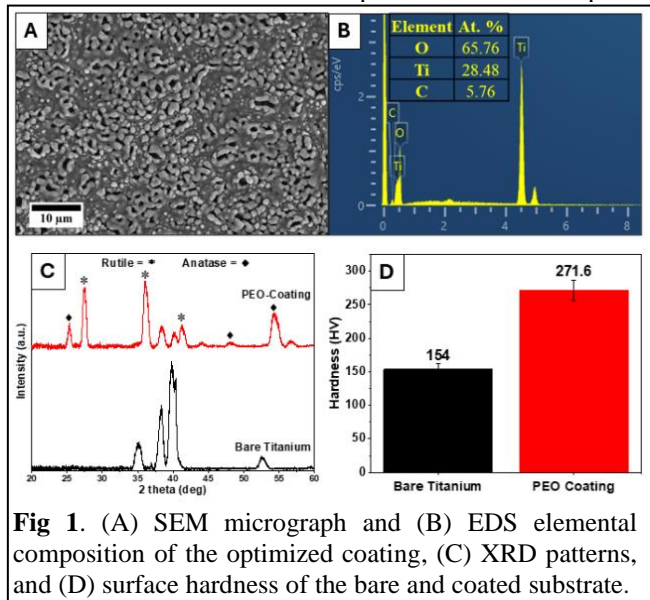 A
10 µm
B
Element At. %
O 65.76
Ti 28.48
C 5.76
Ti
cps/eV
2
0
C
O
Ti
0 2 4 6 8
C
Rutile = * Anatase = ◆
PEO-Coating
Bare Titanium
Intensity (a.u.)
20 25 30 35 40 45 50 55 60
2 theta (deg)
D
Hardness (HV)
300
250
200
150
100
50
0
154
271.6
Bare Titanium PEO Coating
Fig 1. (A) SEM micrograph and (B) EDS elemental
composition of the optimized coating, (C) XRD patterns,
and (D) surface hardness of the bare and coated substrate.